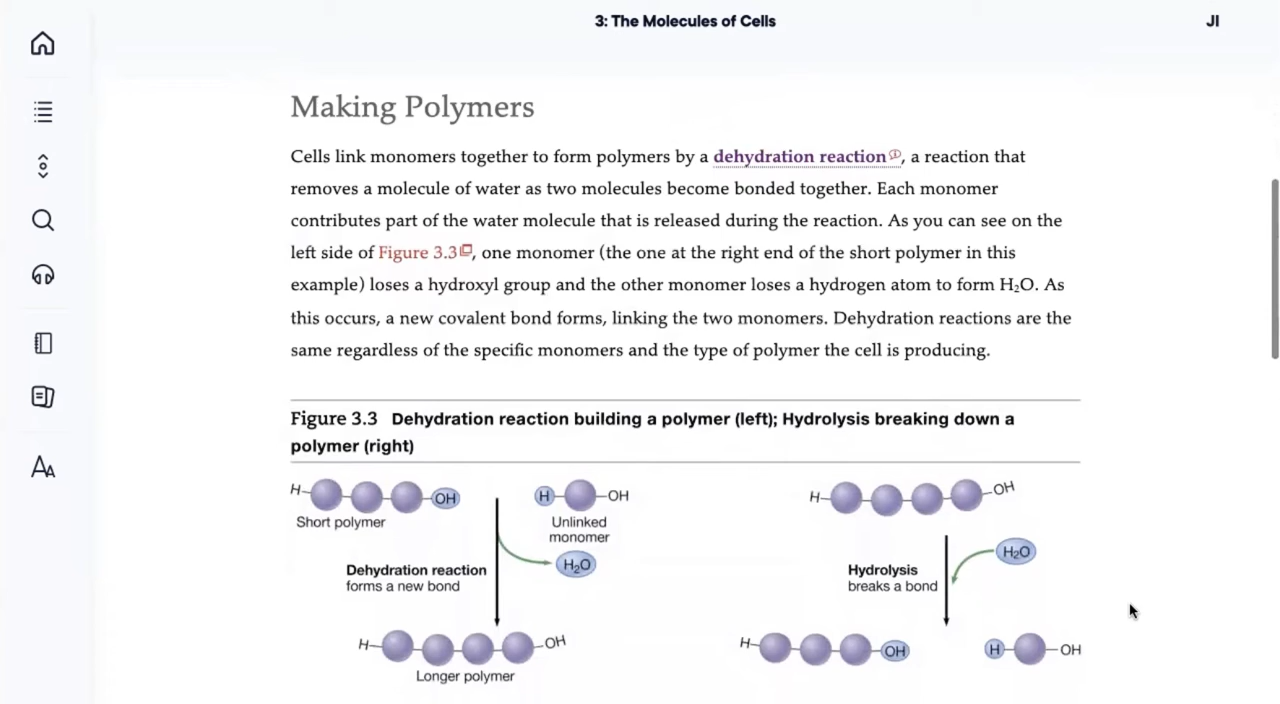 3: The Molecules of Cells
JI
Making Polymers
Cells link monomers together to form polymers by a dehydration reaction, a reaction that
removes a molecule of water as two molecules become bonded together. Each monomer
contributes part of the water molecule that is released during the reaction. As you can see on the
left side of Figure 3.3, one monomer (the one at the right end of the short polymer in this
example) loses a hydroxyl group and the other monomer loses a hydrogen atom to form H₂O. As
this occurs, a new covalent bond forms, linking the two monomers. Dehydration reactions are the
same regardless of the specific monomers and the type of polymer the cell is producing.
Figure 3.3 Dehydration reaction building a polymer (left); Hydrolysis breaking down a
polymer (right)
H
OH
Short polymer
H
OH
Unlinked
monomer
Dehydration reaction
forms a new bond
H₂O
H
OH
Longer polymer
H
OH
Hydrolysis
breaks a bond
H₂O
H
OH
H
OH
AA